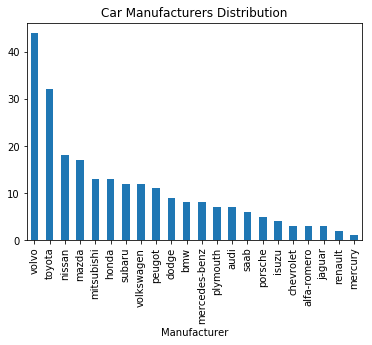 Car Manufacturers Distribution
40
30
20
10
0
volvo
toyota
nissan
mazda
mitsubishi
honda
subaru
volkswagen
peugot
dodge
bmw
mercedes-benz
plymouth
audi
saab
porsche
isuzu
chevrolet
alfa-romero
jaguar
renault
mercury
Manufacturer